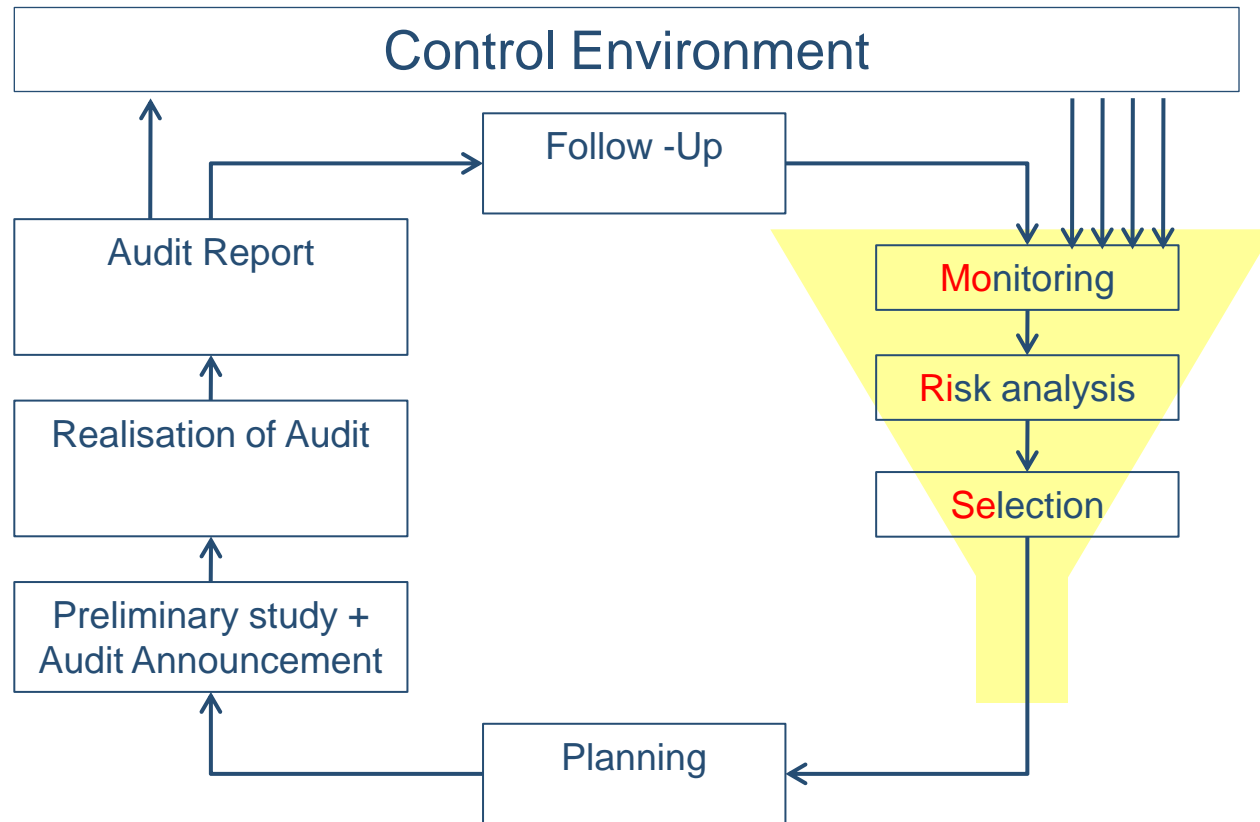 Control Environment
Follow -Up
Audit Report
Monitoring
Risk analysis
Realisation of Audit
Selection
Preliminary study +
Audit Announcement
Planning